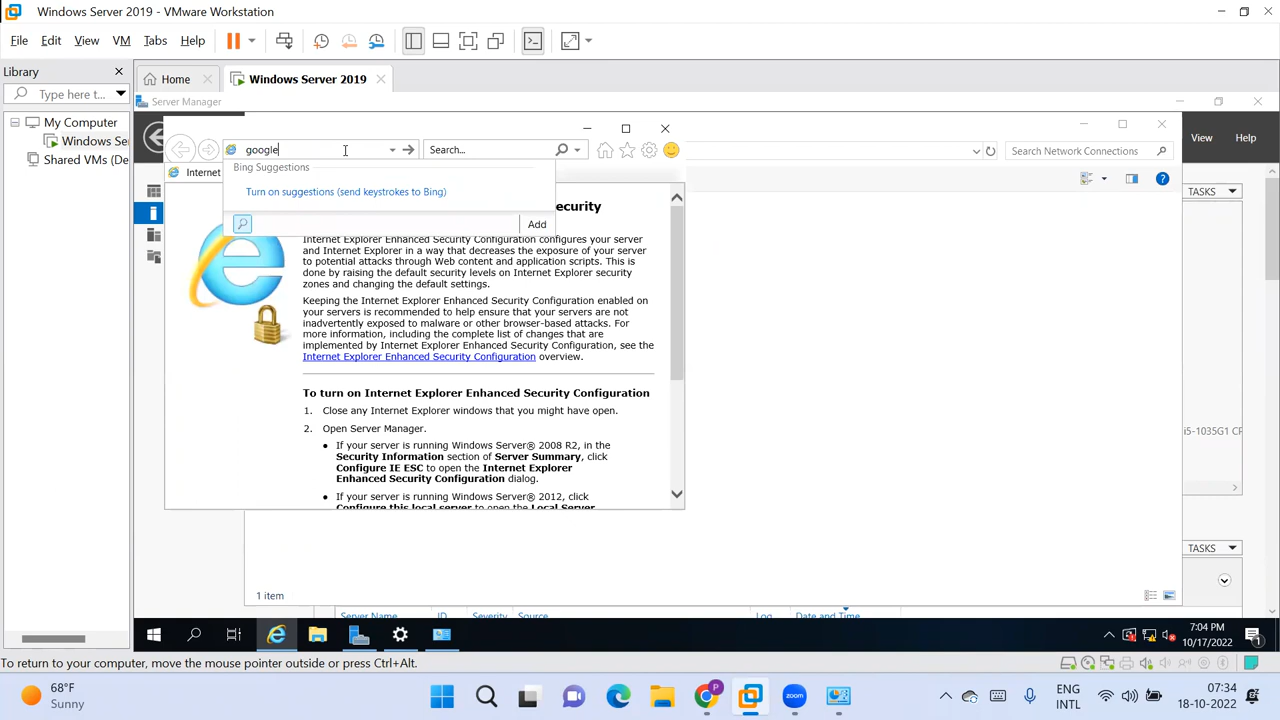 Windows Server 2019 - VMware Workstation
File Edit View VM Tabs Help
Library
Type here t...
My Computer
Windows Se
Shared VMs (De
Home
Windows Server 2019
Server Manager
View Help
google
Search...
Search Network Connections
Internet
Bing Suggestions
Turn on suggestions (send keystrokes to Bing)
Add
ecurity
TASKS
Internet Explorer Enhanced Security Configuration configures your server
and Internet Explorer in a way that decreases the exposure of your server
to potential attacks through Web content and application scripts. This is
done by raising the default security levels on Internet Explorer security
zones and changing the default settings.
Keeping the Internet Explorer Enhanced Security Configuration enabled on
your servers is recommended to help ensure that your servers are not
inadvertently exposed to malware or other browser-based attacks. For
more information, including the complete list of changes that are
implemented by Internet Explorer Enhanced Security Configuration, see the
Internet Explorer Enhanced Security Configuration overview.
To turn on Internet Explorer Enhanced Security Configuration
1. Close any Internet Explorer windows that you might have open.
2. Open Server Manager.
• If your server is running Windows Server® 2008 R2, in the
Security Information section of Server Summary, click
Configure IE ESC to open the Internet Explorer
Enhanced Security Configuration dialog.
• If your server is running Windows Server® 2012, click
Configure this local server to open the Local Server
i5-1035G1 CP
TASKS
1 item
Server Name ID Severity Source Log Date and Time
7:04 PM
10/17/2022
1
To return to your computer, move the mouse pointer outside or press Ctrl+Alt.
68°F
Sunny
P
zoom
ENG
INTL
07:34
18-10-2022